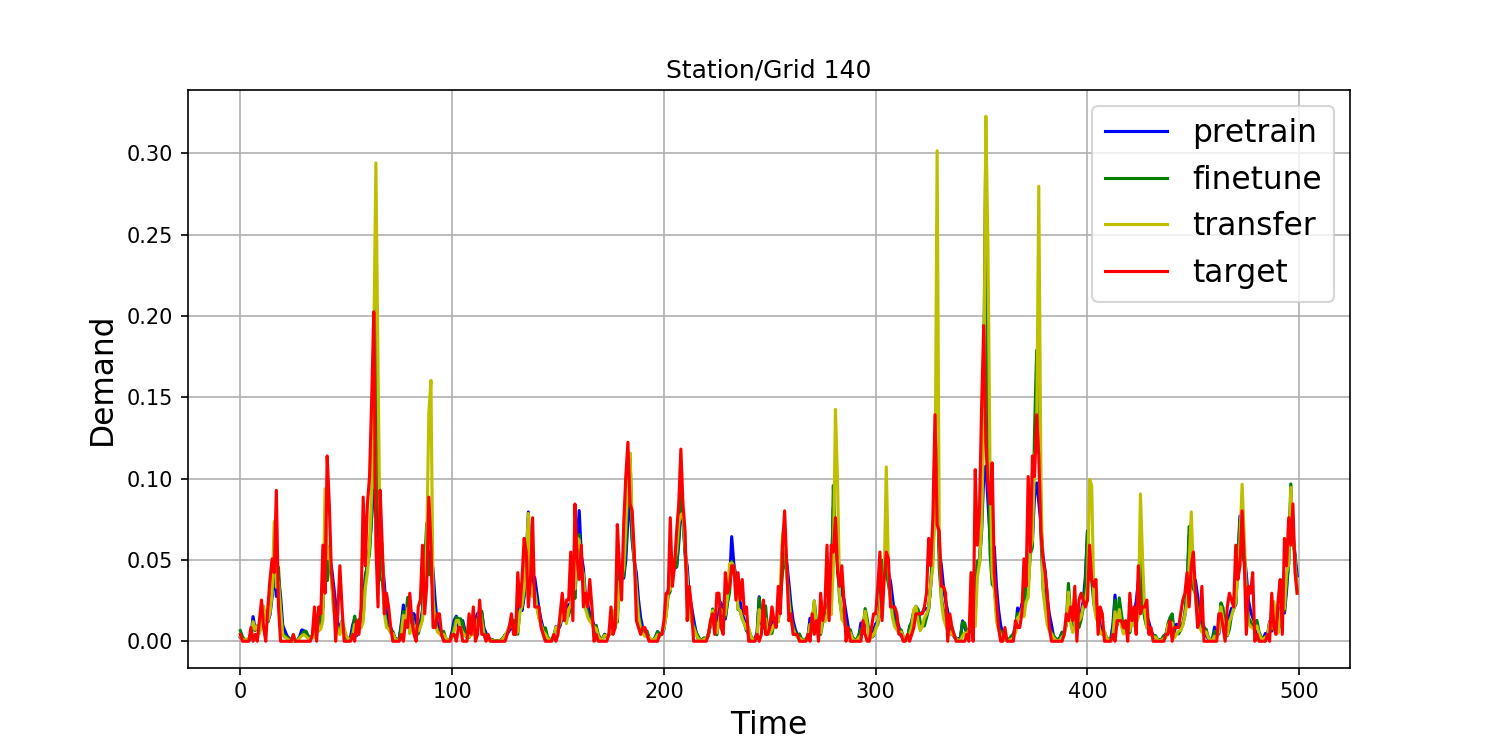 Station/Grid 140
pretrain
finetune
transfer
target
Demand
0.30
0.25
0.20
0.15
0.10
0.05
0.00
0 100 200 300 400 500
Time